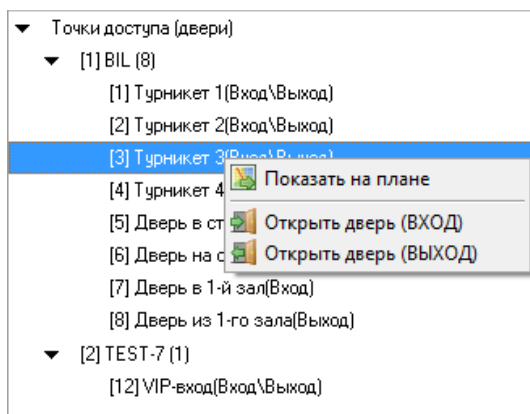 Точки доступа (двери)
[1] BIL (8)
[1] Турникет 1(Вход\Выход)
[2] Турникет 2(Вход\Выход)
[3] Турникет 3(Вход\Выход)
[4] Турникет 4
Показать на плане
[5] Дверь в ст
Открыть дверь (ВХОД)
[6] Дверь на
Открыть дверь (ВЫХОД)
[7] Дверь в 1-й зал(Вход)
[8] Дверь из 1-го зала(Выход)
[2] TEST-7 (1)
[12] VIP-вход(Вход\Выход)